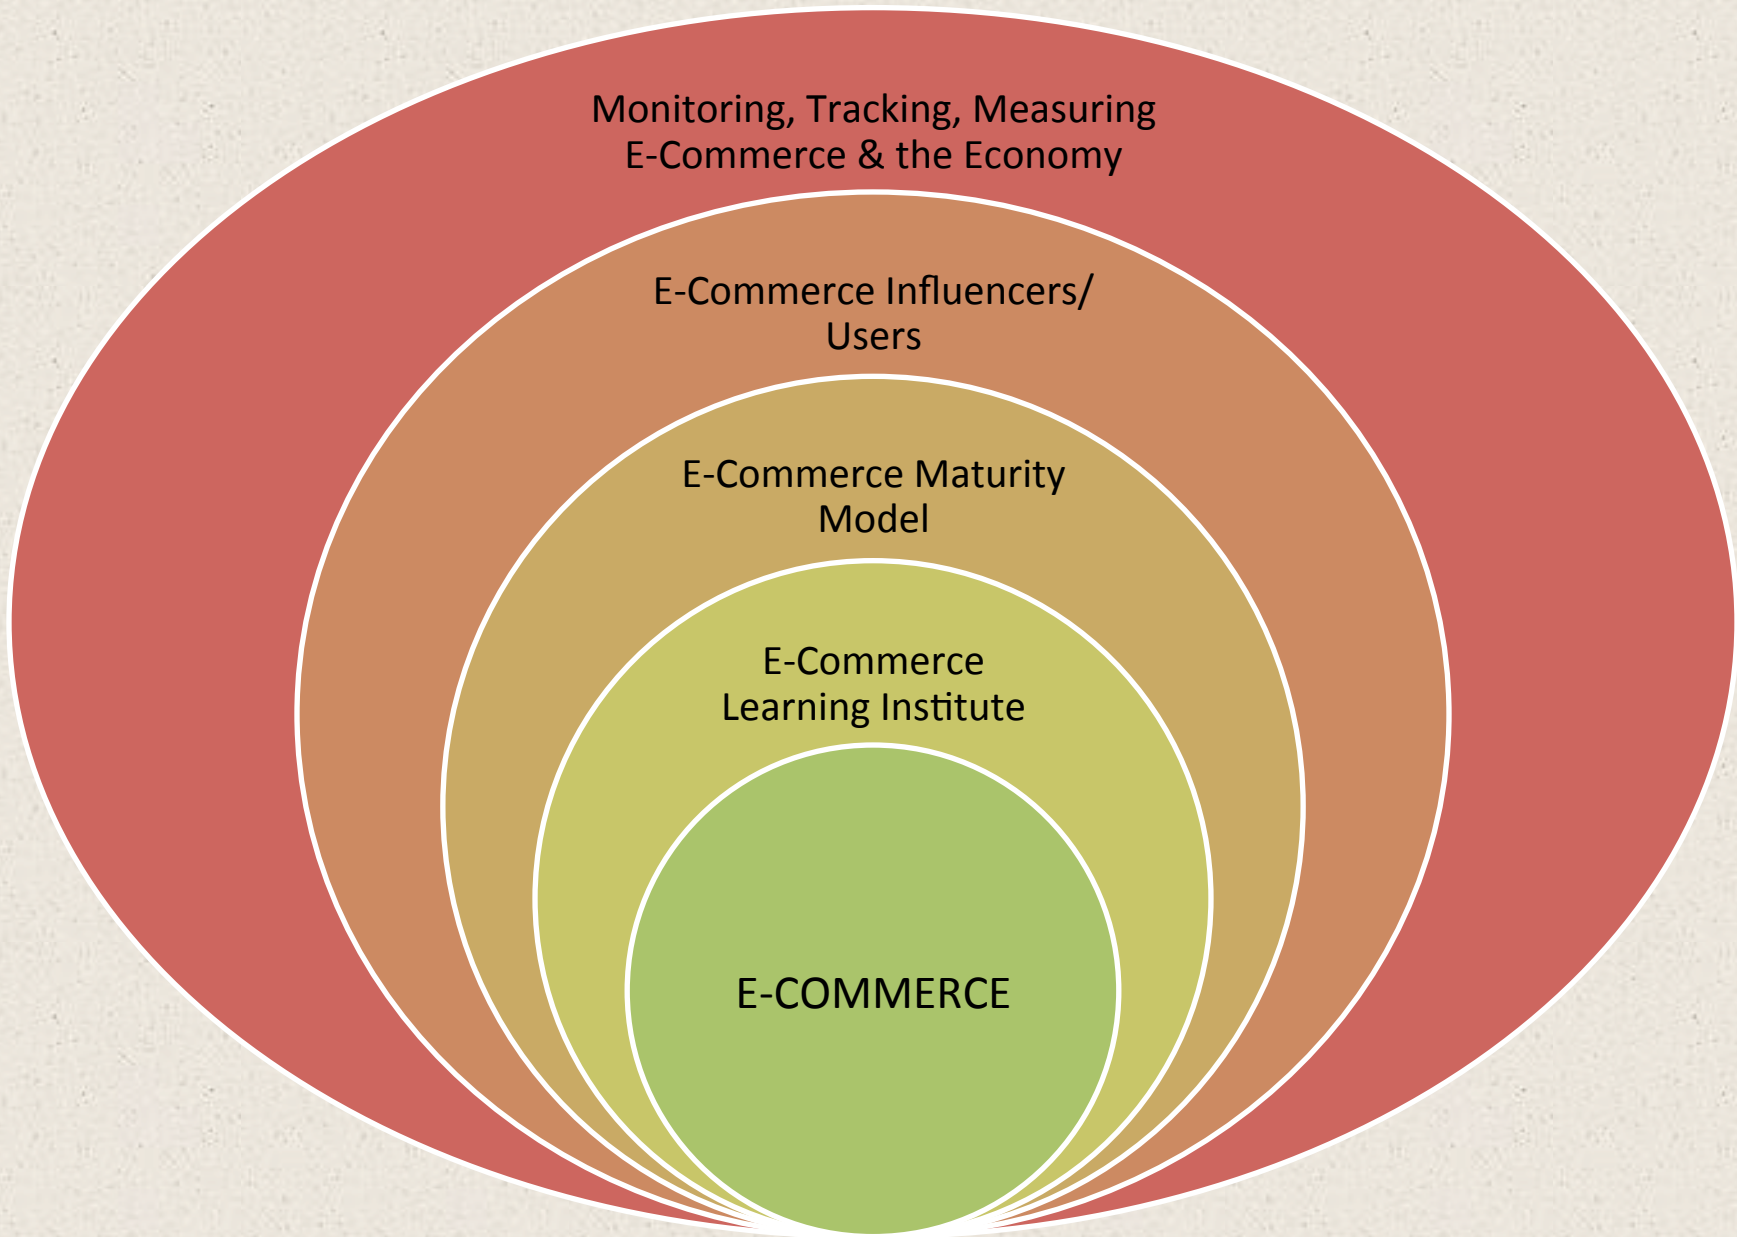 Monitoring, Tracking, Measuring
E-Commerce & the Economy
E-Commerce Influencers/
Users
E-Commerce Maturity
Model
E-Commerce
Learning Institute
E-COMMERCE